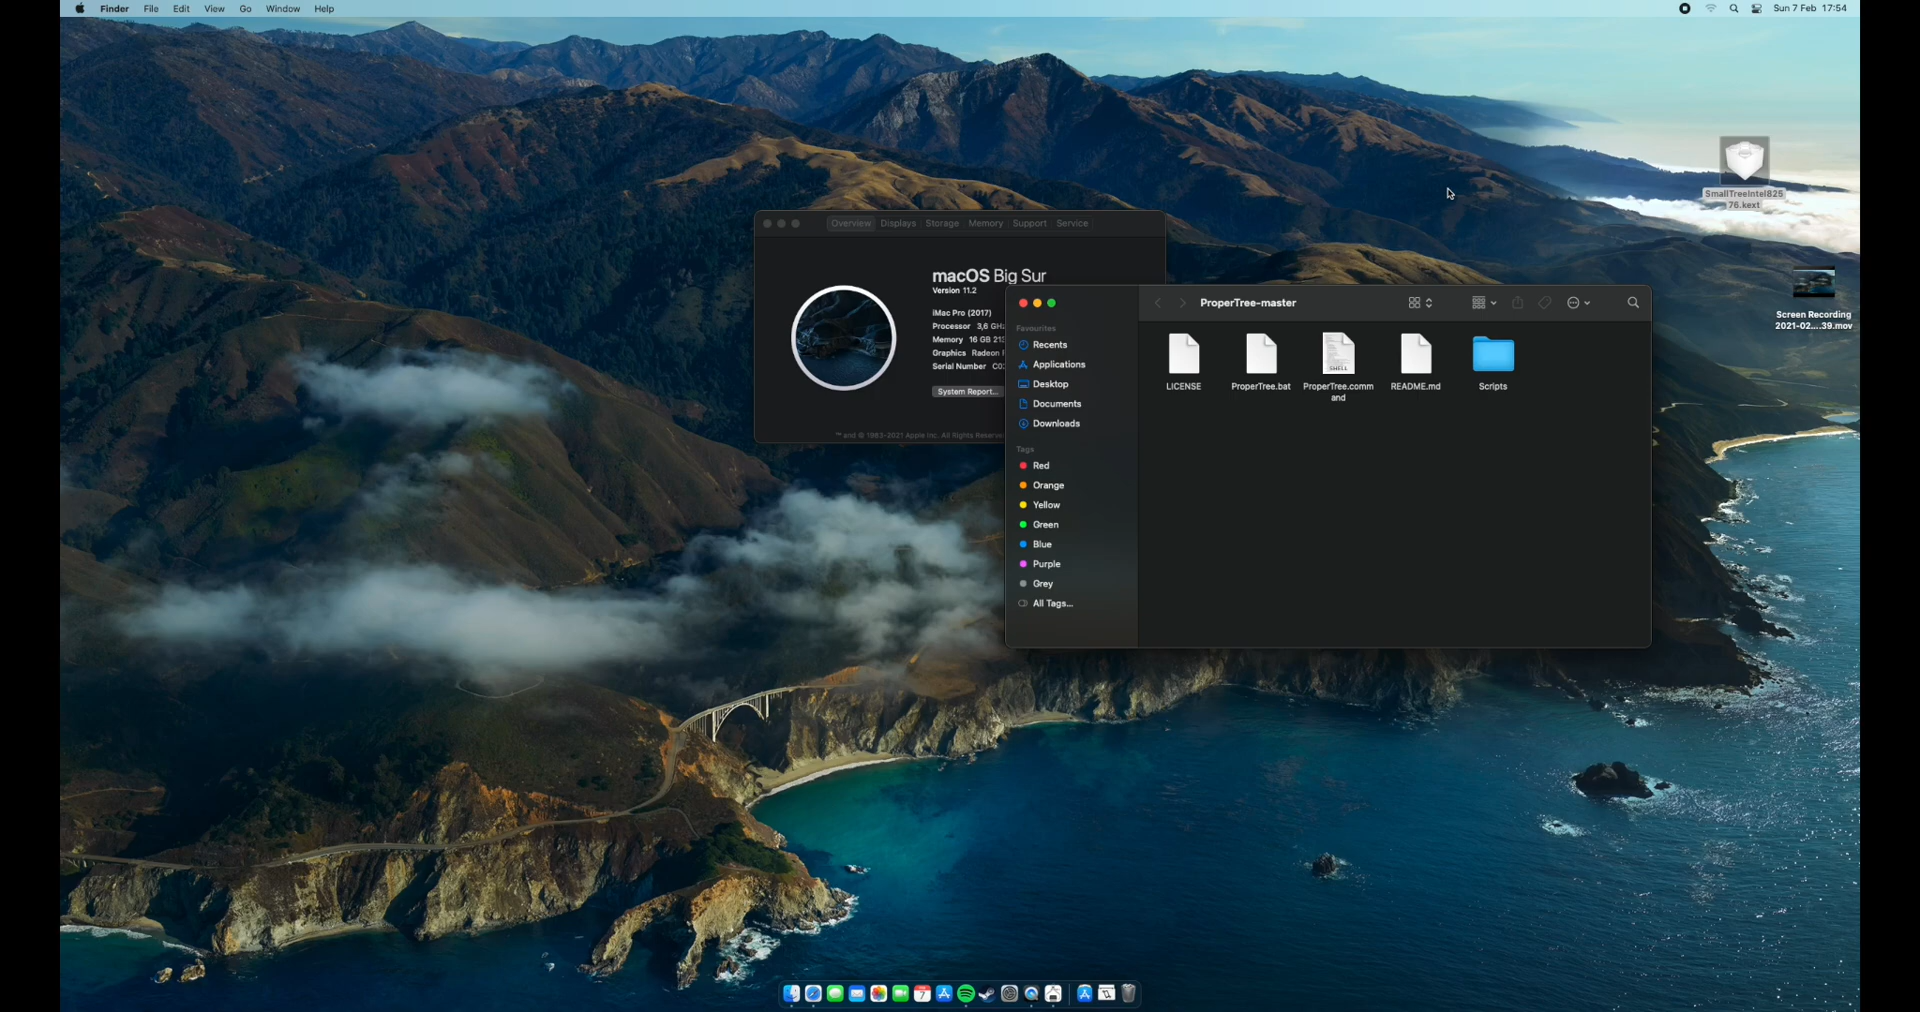 Finder File Edit View Go Window Help
Sun 7 Feb 17:54
SmallTreeIntel825
76.kext
Screen Recording
2021-02....39.mov
Overview Displays Storage Memory Support Service
macOS Big Sur
Version 11.2
iMac Pro (2017)
Processor 3,6 GHz
Memory 16 GB 213
Graphics Radeon
Serial Number C0
System Report...
™ and © 1983-2021 Apple Inc. All Rights Reserve
ProperTree-master
Favourites
Recents
Applications
Desktop
Documents
Downloads
Tags
Red
Orange
Yellow
Green
Blue
Purple
Grey
All Tags...
LICENSE
ProperTree.bat
SHELL
ProperTree.comm
and
README.md
Scripts
7